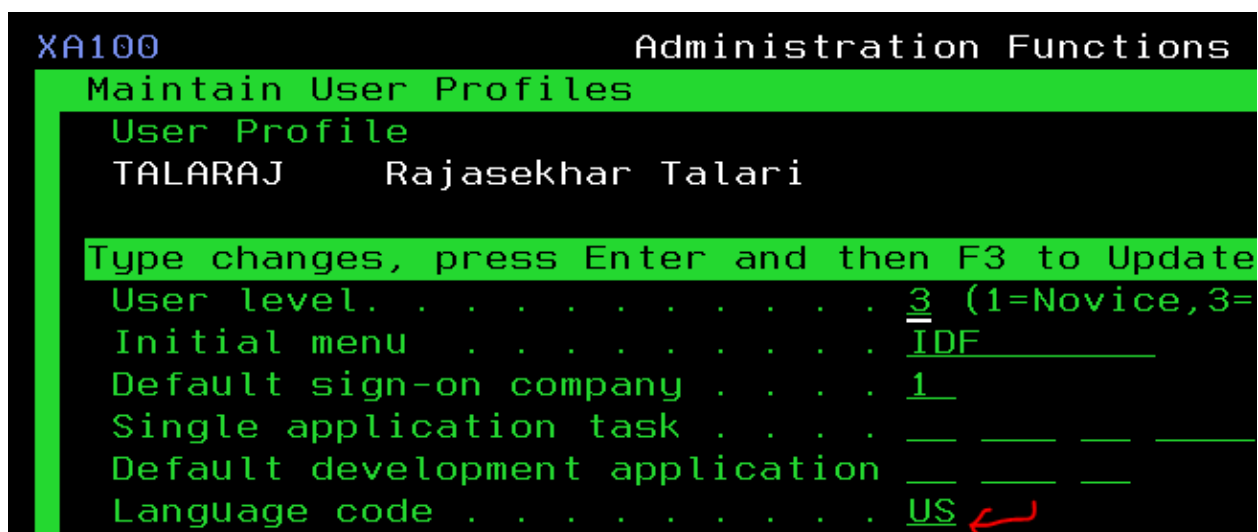 XA100 Administration Functions
Maintain User Profiles
User Profile
TALARAJ Rajasekhar Talari
Type changes, press Enter and then F3 to Update
User level. . . . . . . . . . . 3 (1=Novice,3=
Initial menu . . . . . . . . . IDF
Default sign-on company . . . . 1
Single application task . . . .
Default development application
Language code . . . . . . . . . US